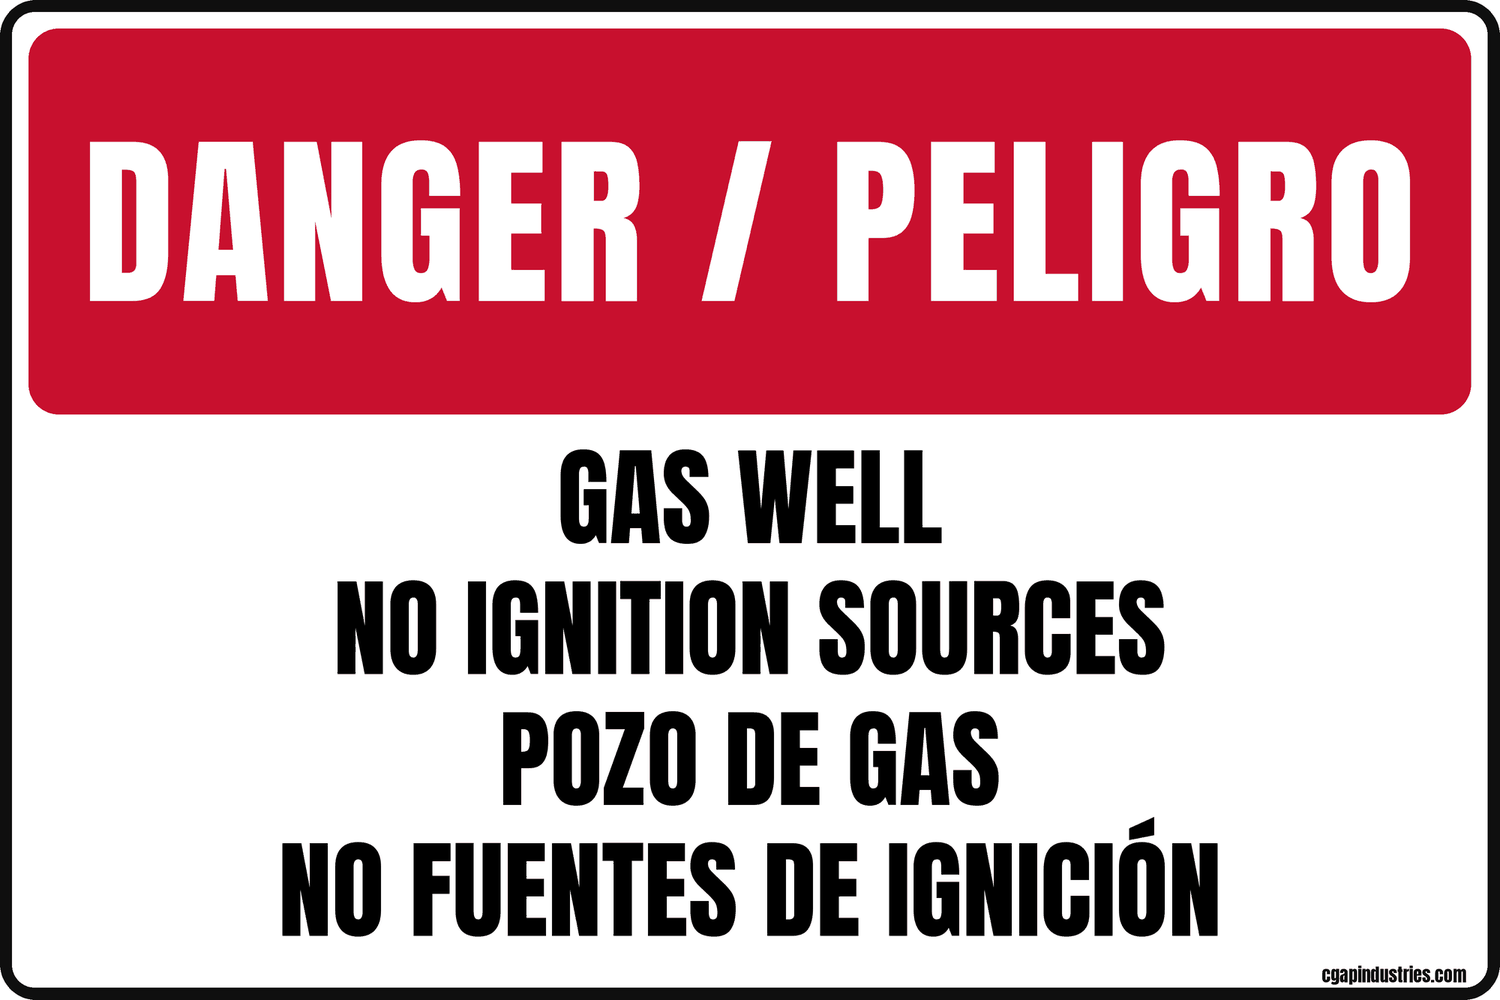 DANGER / PELIGRO
GAS WELL
NO IGNITION SOURCES
POZO DE GAS
NO FUENTES DE IGNICIÓN
cgapindustries.com